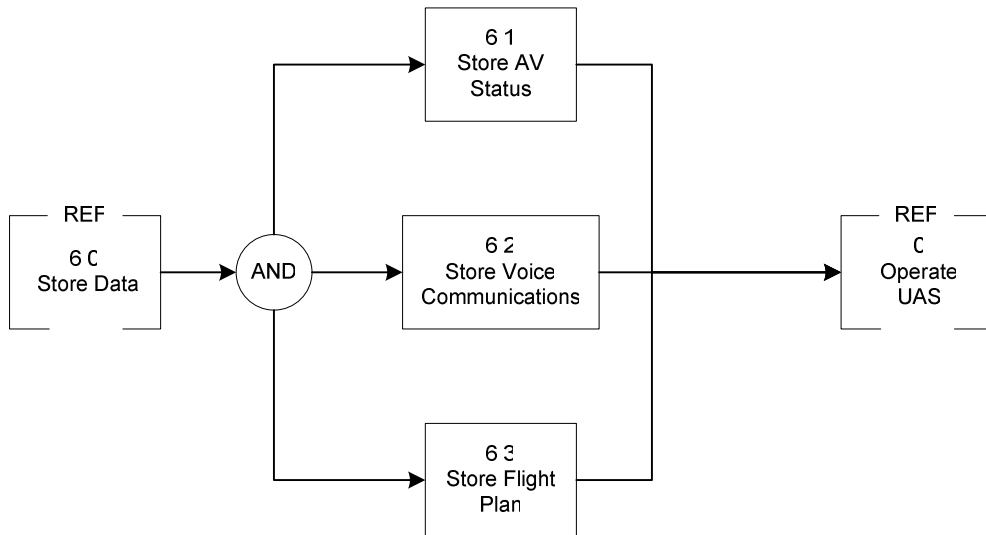 6.1
Store AV
Status
REF
6.0
Store Data
AND
6.2
Store Voice
Communications
REF
0
Operate
UAS
6.3
Store Flight
Plan